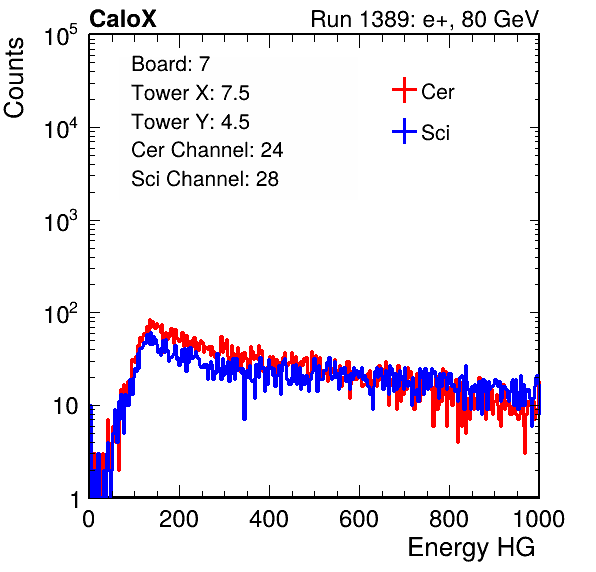 CaloX Run 1389: e+, 80 GeV
Counts
10^5
10^4
10^3
10^2
10
1
Board: 7
Tower X: 7.5
Tower Y: 4.5
Cer Channel: 24
Sci Channel: 28
Cer
Sci
0 200 400 600 800 1000
Energy HG